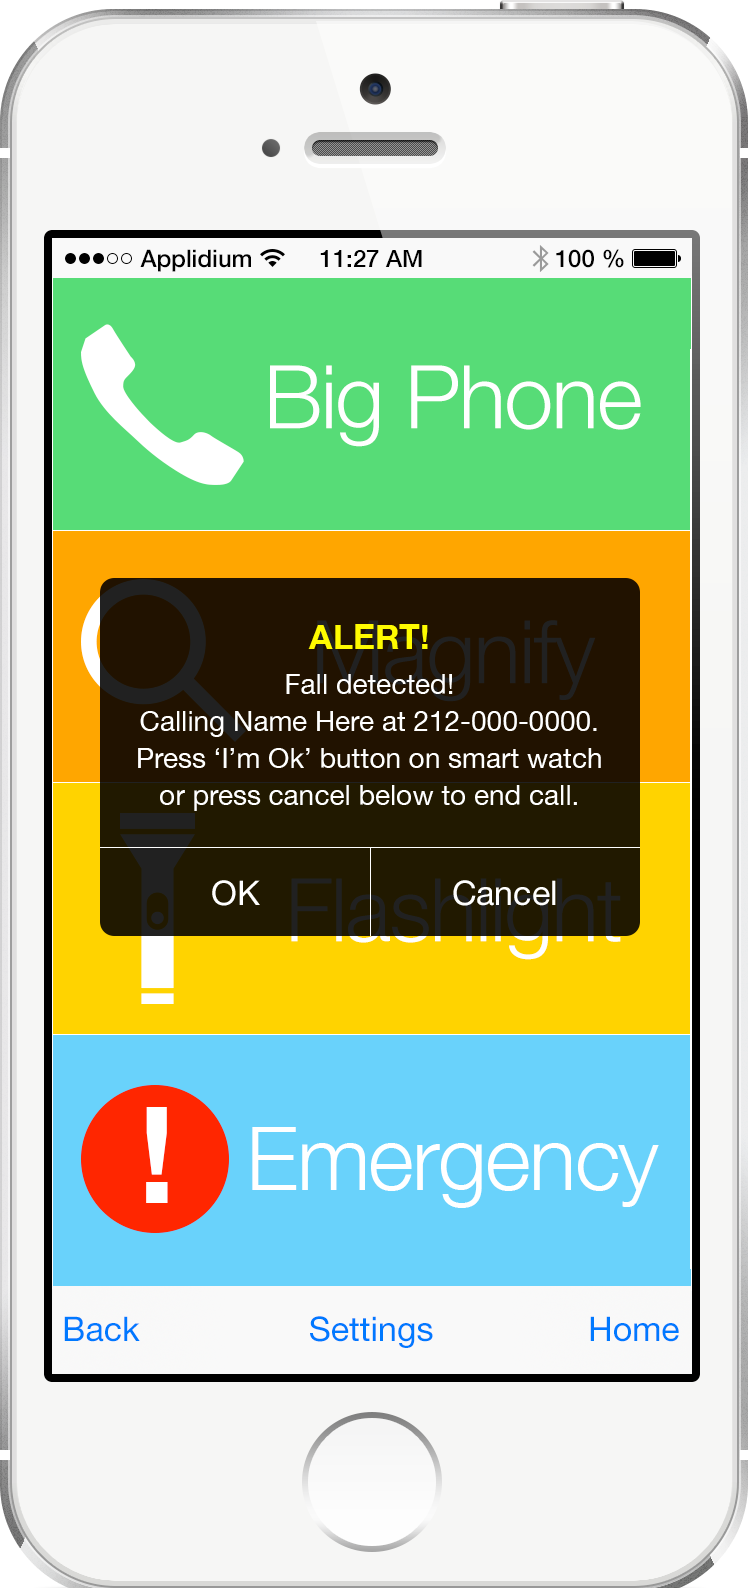 Applidium 11:27 AM 100 %
Big Phone
Magnify
ALERT!
Fall detected!
Calling Name Here at 212-000-0000.
Press ‘I’m Ok’ button on smart watch
or press cancel below to end call.
OK Cancel
Flashlight
! Emergency
Back Settings Home